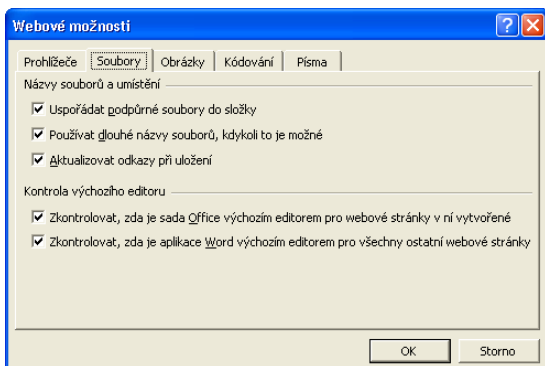 Webové možnosti
Prohlížeče Soubory Obrázky Kódování Písma
Názvy souborů a umístění
Uspořádat podpůrné soubory do složky
Používat dlouhé názvy souborů, kdykoli to je možné
Aktualizovat odkazy při uložení
Kontrola výchozího editoru
Zkontrolovat, zda je sada Office výchozím editorem pro webové stránky v ní vytvořené
Zkontrolovat, zda je aplikace Word výchozím editorem pro všechny ostatní webové stránky
OK Storno